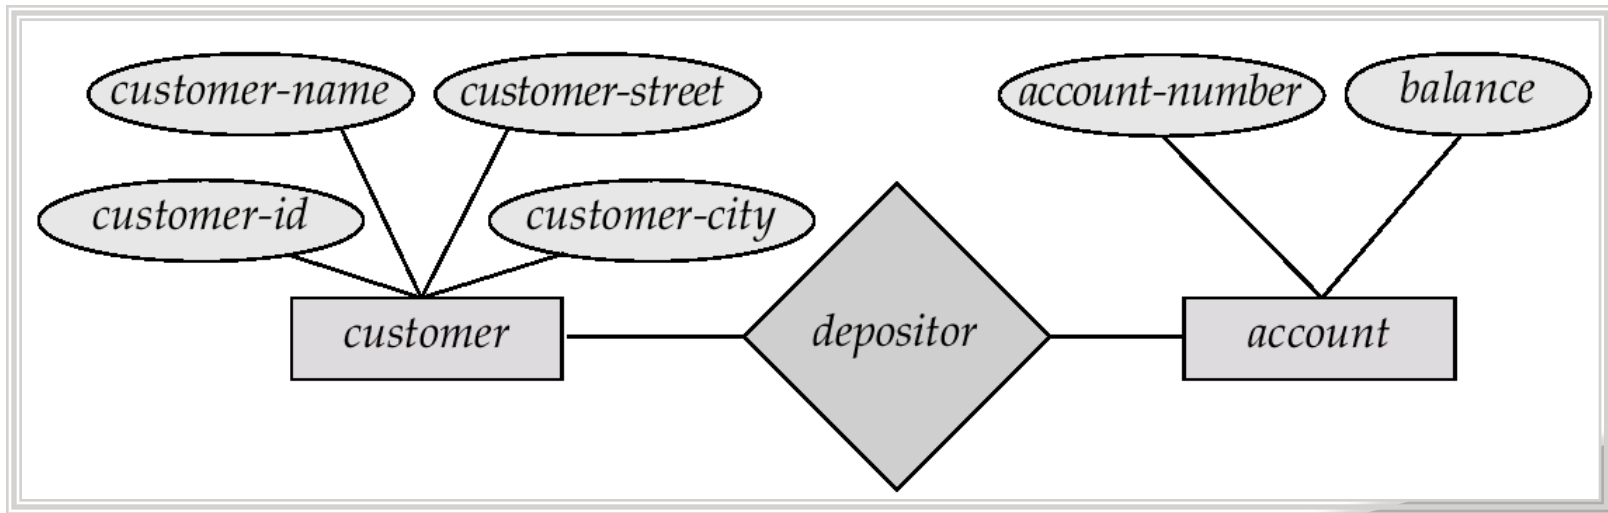 customer-name
customer-street
account-number
balance
customer-id
customer-city
customer
depositor
account